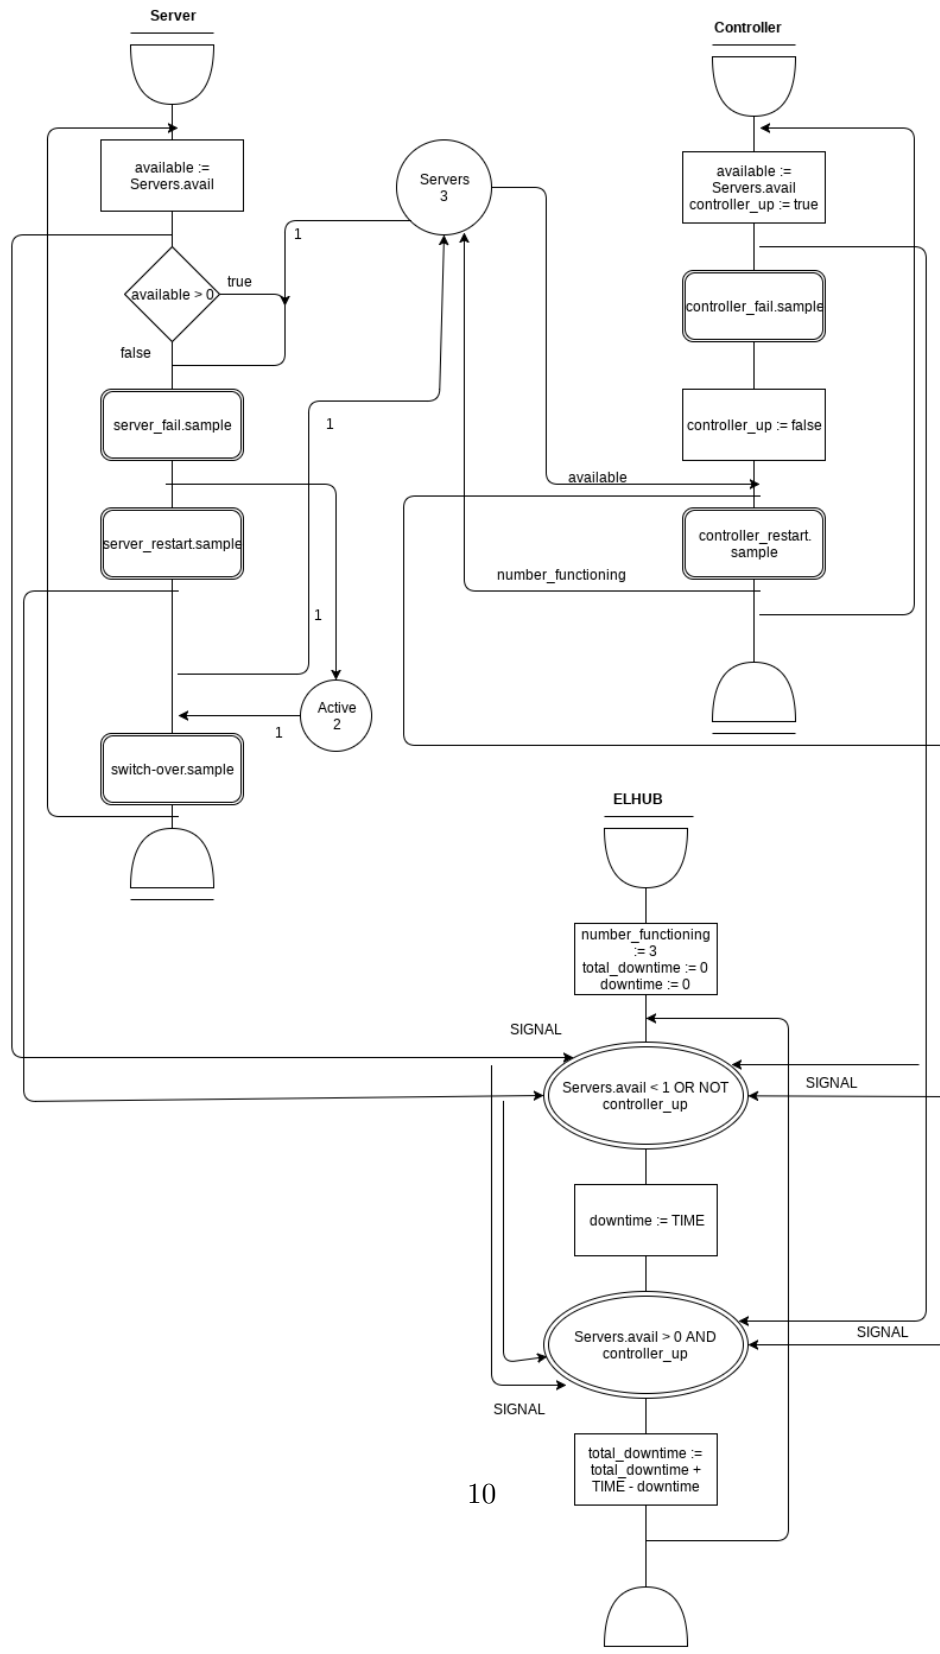 Server
available :=
Servers.avail
available > 0
true
false
server_fail.sample
server_restart.sample
switch-over.sample
Servers
3
1
1
1
Active
2
1
Controller
available :=
Servers.avail
controller_up := true
controller_fail.sample
controller_up := false
available
controller_restart.
sample
number_functioning
ELHUB
number_functioning
:= 3
total_downtime := 0
downtime := 0
SIGNAL
Servers.avail < 1 OR NOT
controller_up
SIGNAL
downtime := TIME
Servers.avail > 0 AND
controller_up
SIGNAL
SIGNAL
total_downtime :=
total_downtime +
TIME - downtime
10